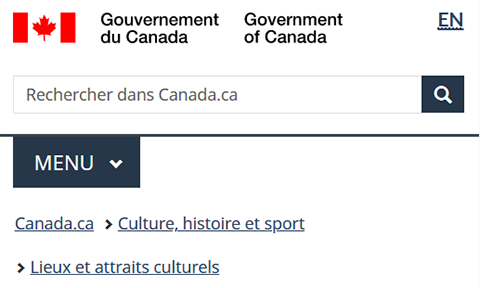 Gouvernement du Canada
Government of Canada
EN
Rechercher dans Canada.ca
MENU
Canada.ca > Culture, histoire et sport
> Lieux et attraits culturels